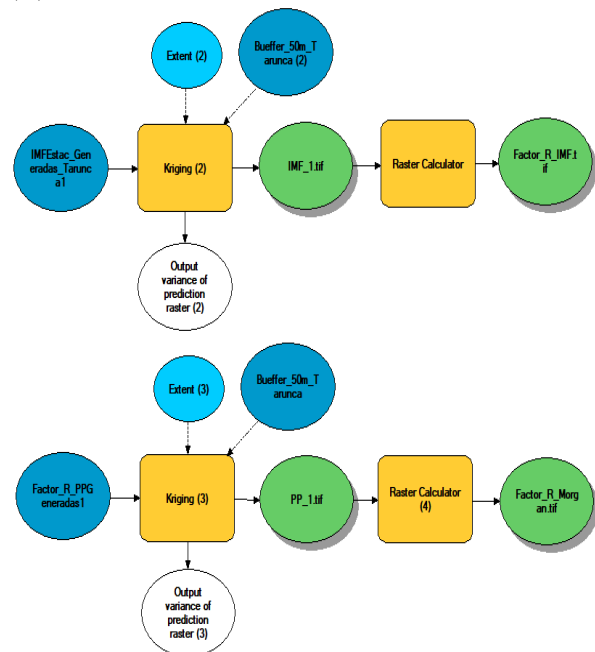 Extent (2)
Bueffer_50m_T
arunca (2)
IMFEstac_Gen
eradas_Tarunc
a1
Kriging (2)
IMF_1.tif
Raster Calculator
Factor_R_IMF.t
if
Output
variance of
prediction
raster (2)
Extent (3)
Bueffer_50m_T
arunca
Factor_R_PPG
eneradas1
Kriging (3)
PP_1.tif
Raster Calculator
(4)
Factor_R_Morg
an.tif
Output
variance of
prediction
raster (3)